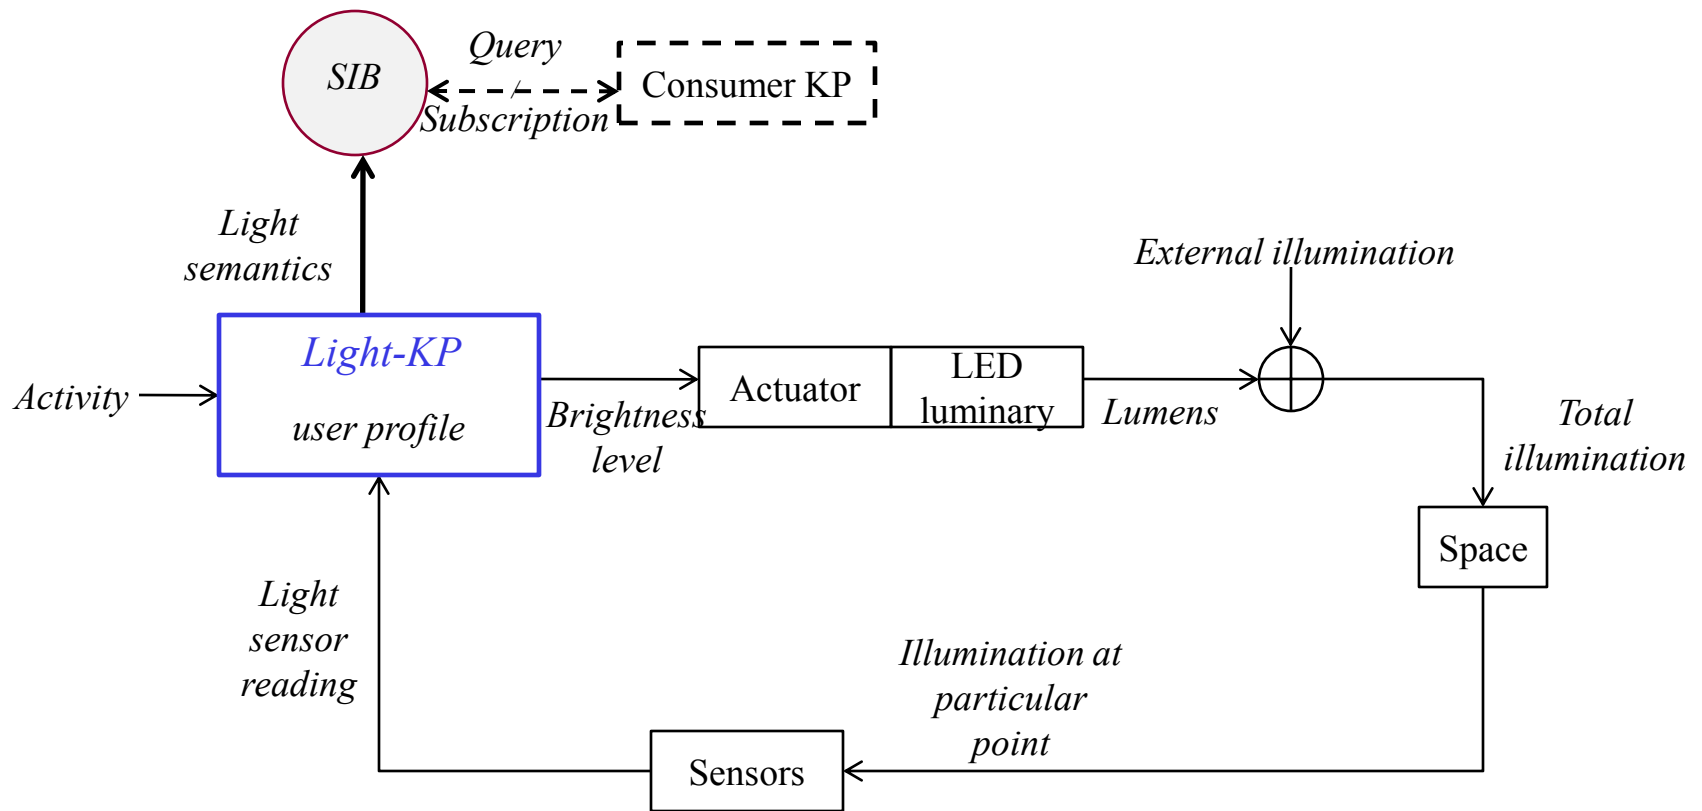 SIB
Query
/
Subscription
Consumer KP
Light
semantics
External illumination
Activity
Light-KP
user profile
Brightness
level
Actuator
LED
luminary
Lumens
Total
illumination
Space
Light
sensor
reading
Illumination at
particular
point
Sensors